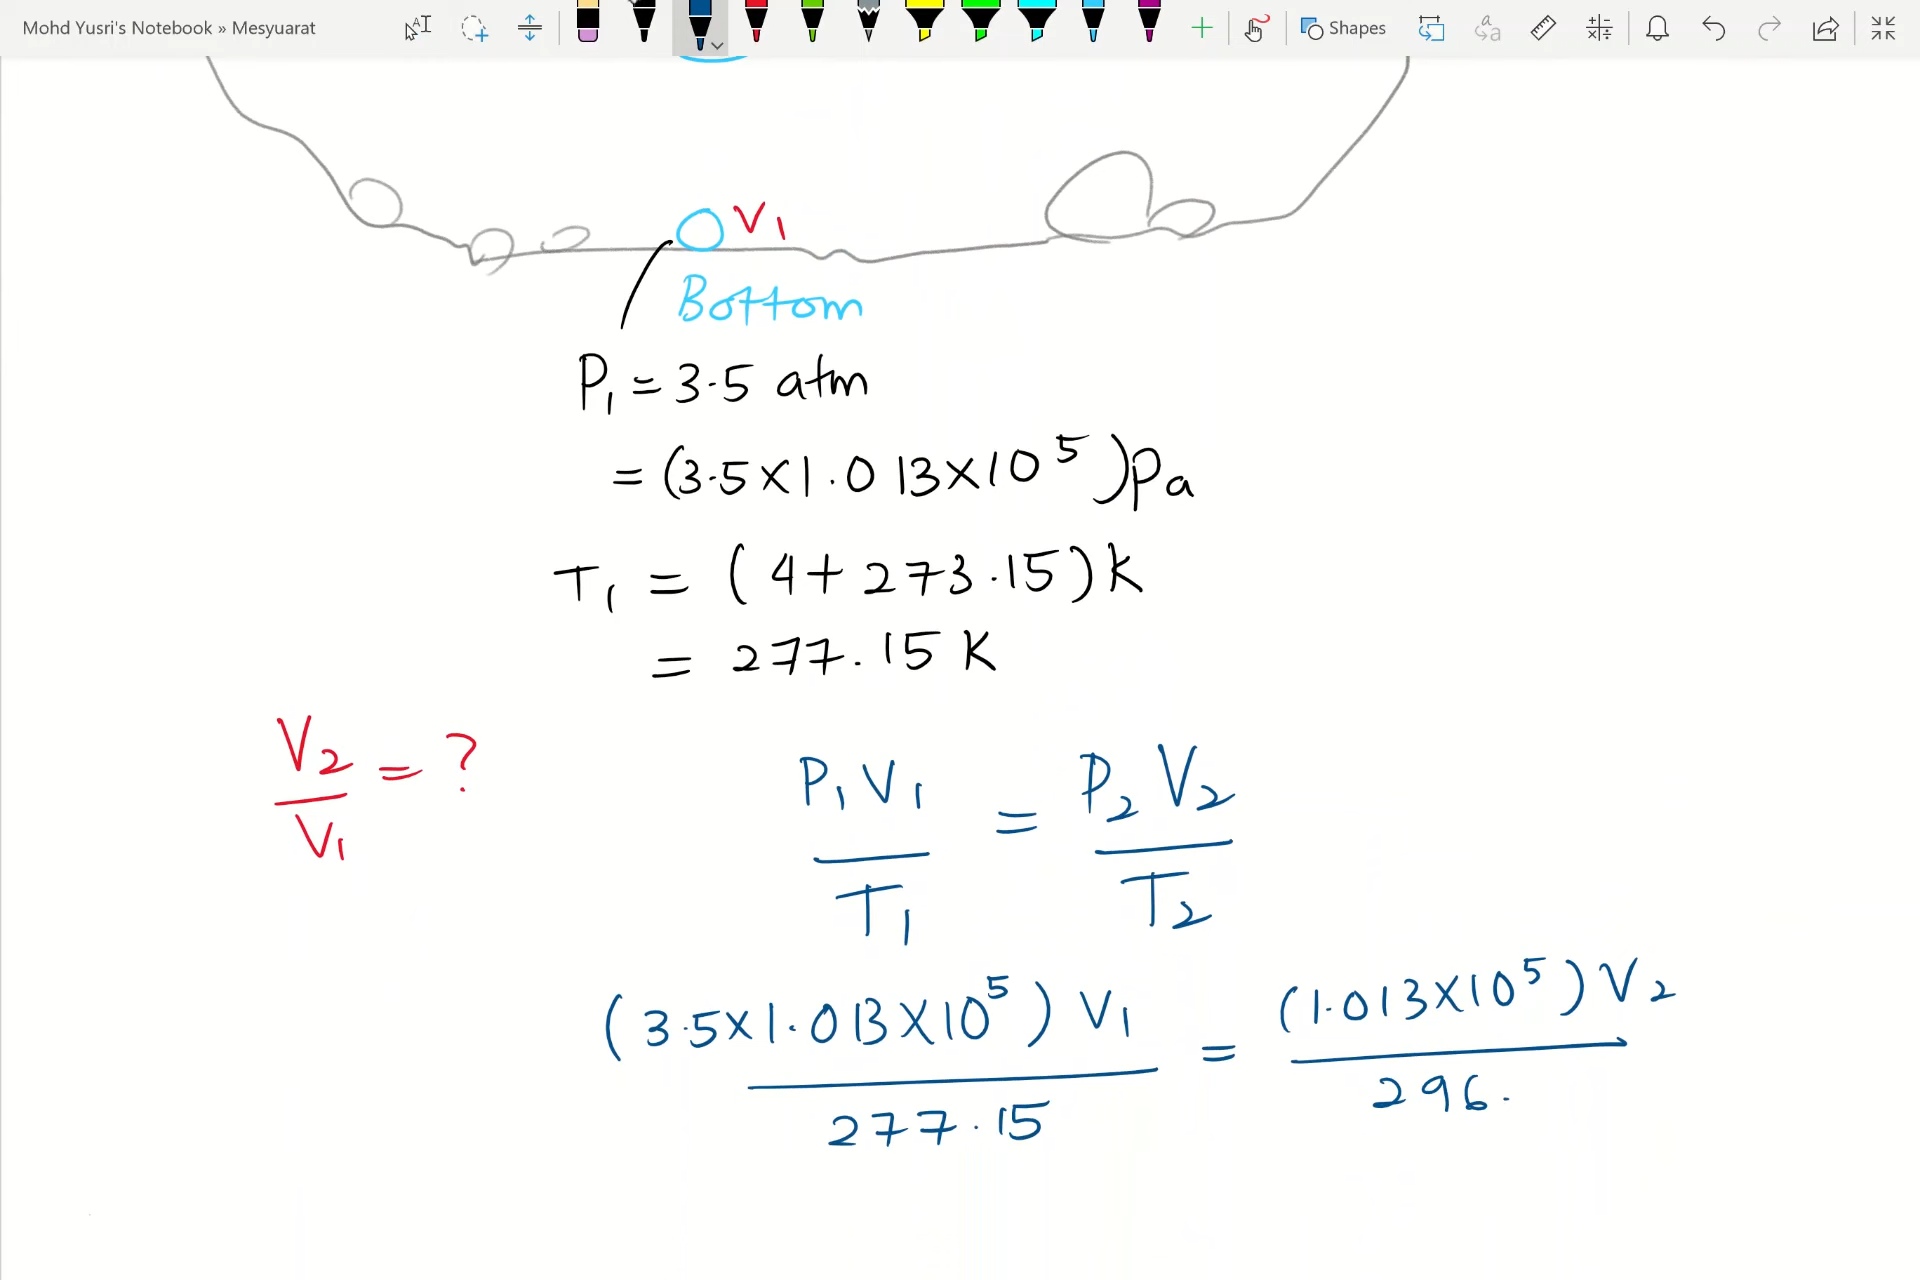 Mohd Yusri's Notebook » Mesyuarat
Shapes
V₁
Bottom
P₁ = 3.5 atm
= (3.5×1.013×10⁵)Pa
T₁ = (4+273.15)K
= 277.15 K
V₂/V₁ = ?
P₁V₁/T₁ = P₂V₂/T₂
(3.5×1.013×10⁵)V₁/277.15 = (1.013×10⁵)V₂/296.